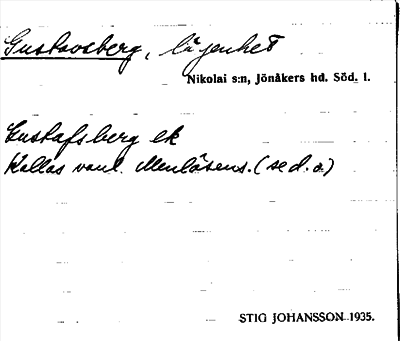 Gustavsberg, lägenhet
Nikolai s:n, Jönåkers hd. Söd. l.
Gustafsberg ek
Kallas vanl. Menlösens. (se d. o.)
STIG JOHANSSON 1935.